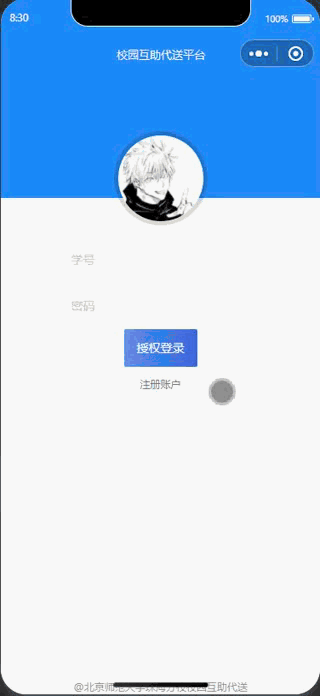 8:30
100%
校园互助代送平台
学号
密码
授权登录
注册账户
@北京师范大学珠海分校校园互助代送